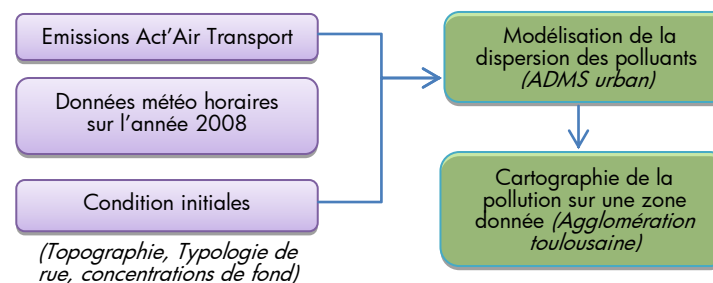 Emissions Act'Air Transport
Données météo horaires
sur l'année 2008
Condition initiales
(Topographie, Typologie de
rue, concentrations de fond)
Modélisation de la
dispersion des polluants
(ADMS urban)
Cartographie de la
pollution sur une zone
donnée (Agglomération
toulousaine)